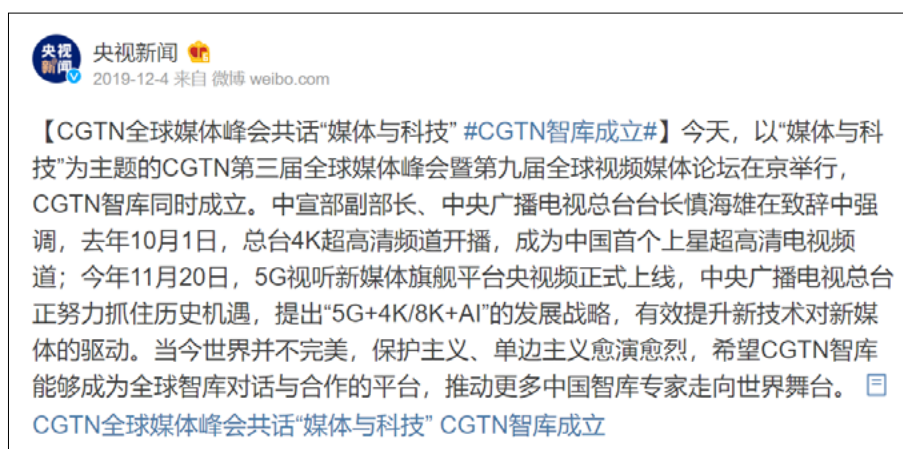 央视新闻
央视新闻
2019-12-4 来自 微博 weibo.com
【CGTN全球媒体峰会共话“媒体与科技” #CGTN智库成立#】今天，以“媒体与科
技”为主题的CGTN第三届全球媒体峰会暨第九届全球视频媒体论坛在京举行，
CGTN智库同时成立。中宣部副部长、中央广播电视总台台长慎海雄在致辞中强
调，去年10月1日，总台4K超高清频道开播，成为中国首个上星超高清电视频
道；今年11月20日，5G视听新媒体旗舰平台央视频正式上线，中央广播电视总台
正努力抓住历史机遇，提出“5G+4K/8K+AI”的发展战略，有效提升新技术对新媒
体的驱动。当今世界并不完美，保护主义、单边主义愈演愈烈，希望CGTN智库
能够成为全球智库对话与合作的平台，推动更多中国智库专家走向世界舞台。
CGTN全球媒体峰会共话“媒体与科技” CGTN智库成立